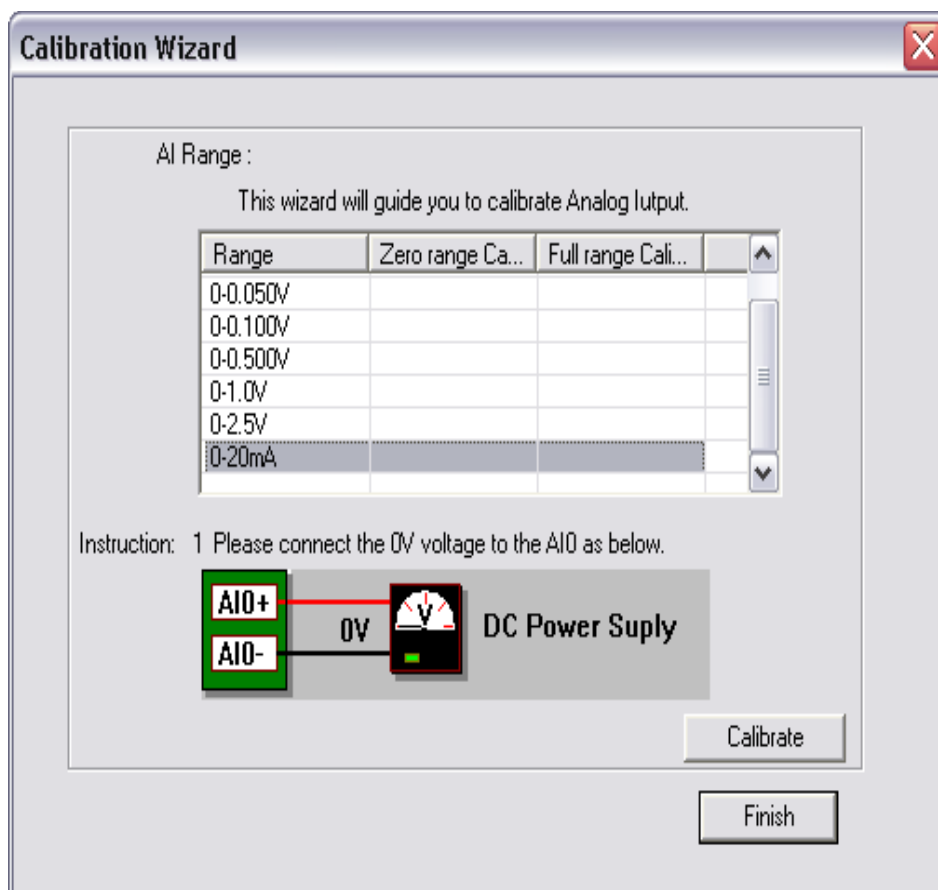 Calibration Wizard
AI Range :
This wizard will guide you to calibrate Analog Iutput.
Range Zero range Ca... Full range Cali...
0-0.050V
0-0.100V
0-0.500V
0-1.0V
0-2.5V
0-20mA
Instruction: 1 Please connect the 0V voltage to the AI0 as below.
AI0+
0V V DC Power Suply
AI0-
Calibrate
Finish